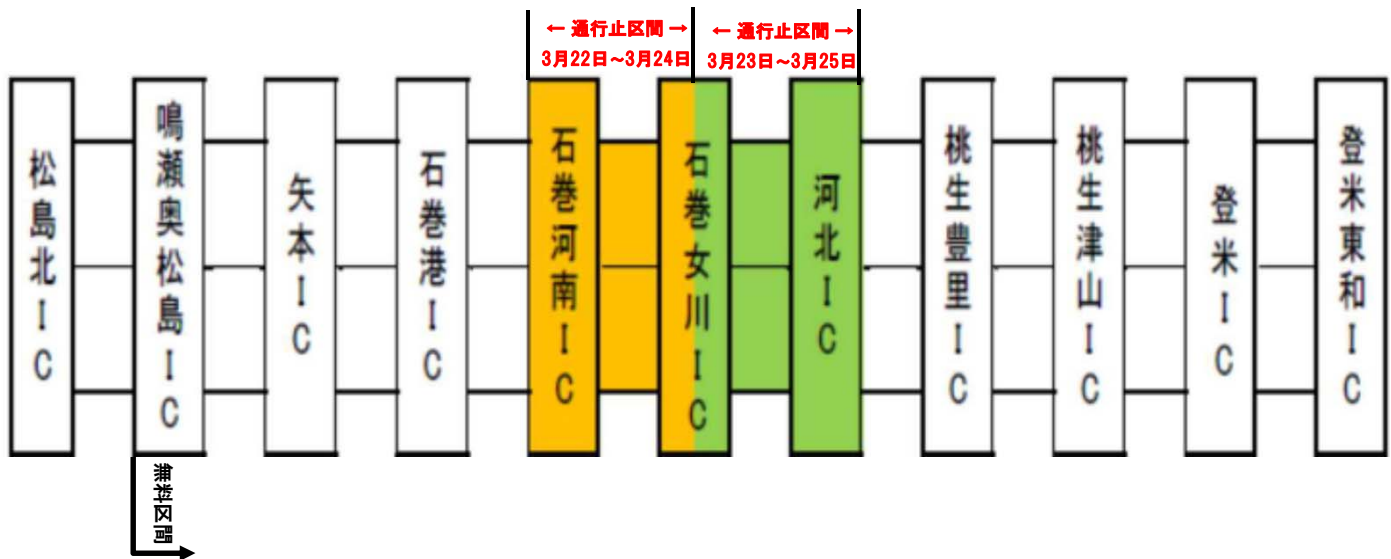 ← 通行止区間 →
3月22日～3月24日
← 通行止区間 →
3月23日～3月25日
松島北IC
鳴瀬奥松島IC
矢本IC
石巻港IC
石巻河南IC
石巻女川IC
河北IC
桃生豊里IC
桃生津山IC
登米IC
登米東和IC
無料区間